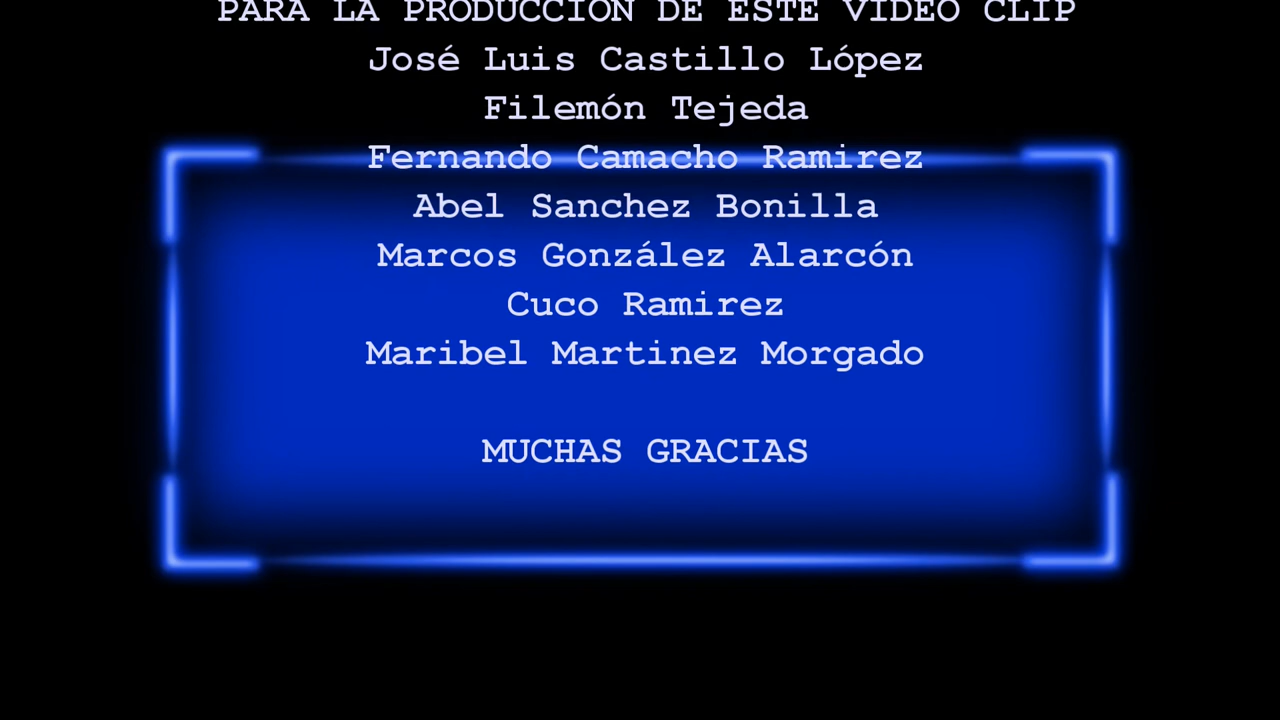 PARA LA PRODUCCIÓN DE ESTE VIDEO CLIP
José Luis Castillo López
Filemón Tejeda
Fernando Camacho Ramirez
Abel Sanchez Bonilla
Marcos González Alarcón
Cuco Ramirez
Maribel Martinez Morgado
MUCHAS GRACIAS